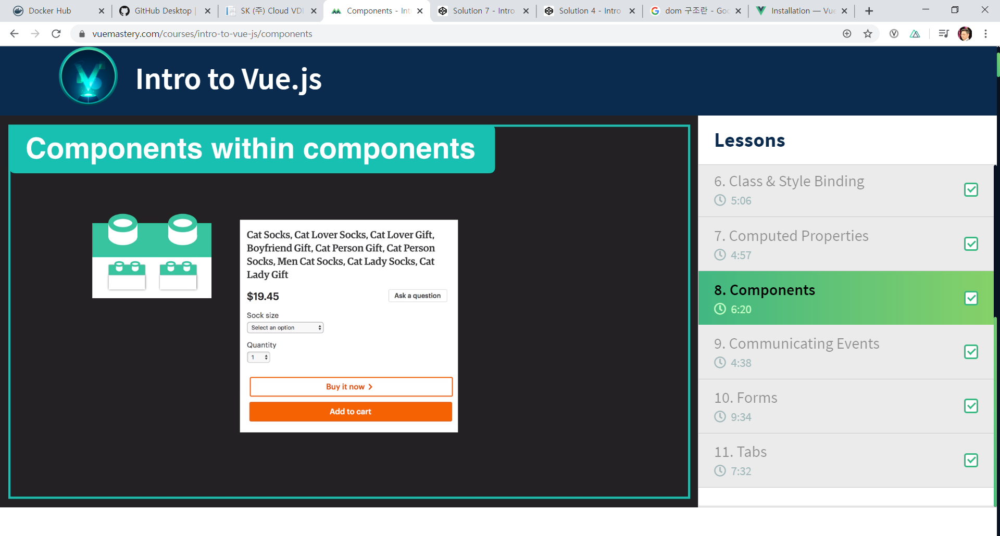 Docker Hub
GitHub Desktop |
SK (주) Cloud VDI
Components - Int
Solution 7 - Intro
Solution 4 - Intro
dom 구조란 - Goo
Installation — Vue
vuemastery.com/courses/intro-to-vue-js/components
Intro to Vue.js
Components within components
Cat Socks, Cat Lover Socks, Cat Lover Gift,
Boyfriend Gift, Cat Person Gift, Cat Person
Socks, Men Cat Socks, Cat Lady Socks, Cat
Lady Gift
$19.45
Ask a question
Sock size
Select an option
Quantity
1
Buy it now
Add to cart
Lessons
6. Class & Style Binding
5:06
7. Computed Properties
4:57
8. Components
6:20
9. Communicating Events
4:38
10. Forms
9:34
11. Tabs
7:32